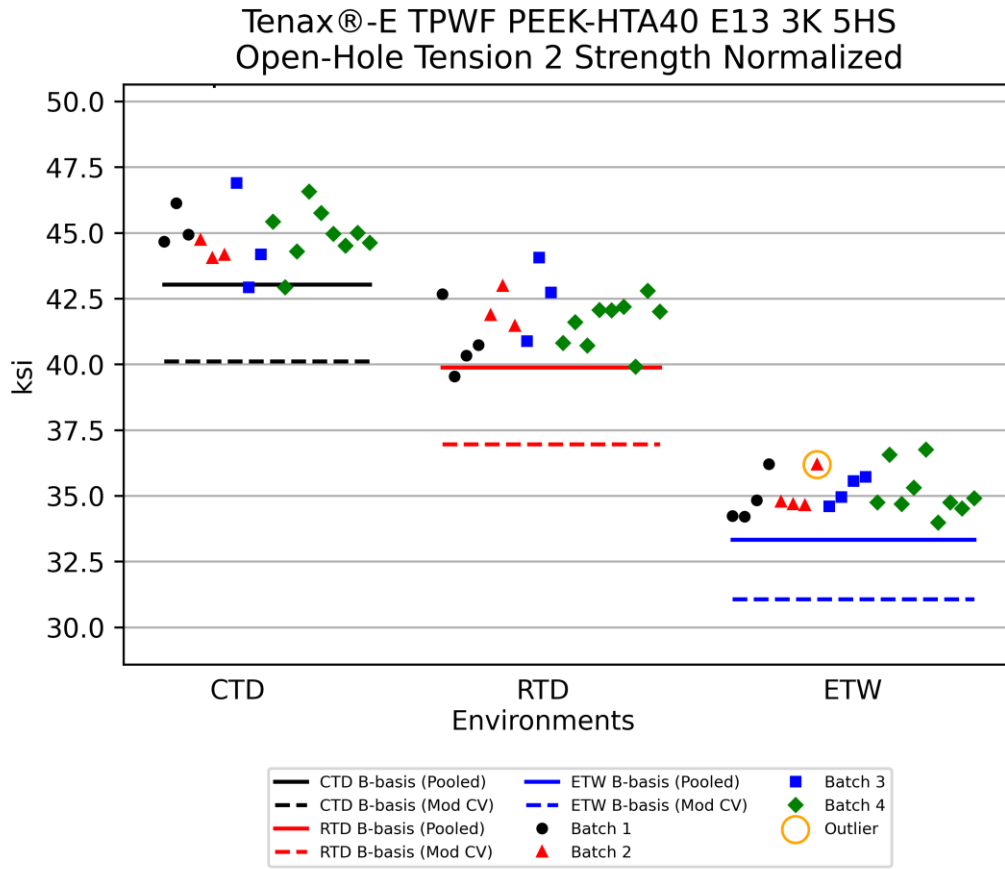 Tenax®-E TPWF PEEK-HTA40 E13 3K 5HS
Open-Hole Tension 2 Strength Normalized
50.0
47.5
45.0
42.5
40.0
37.5
35.0
32.5
30.0
ksi
CTD
RTD
ETW
Environments
CTD B-basis (Pooled)
CTD B-basis (Mod CV)
RTD B-basis (Pooled)
RTD B-basis (Mod CV)
ETW B-basis (Pooled)
ETW B-basis (Mod CV)
Batch 1
Batch 2
Batch 3
Batch 4
Outlier